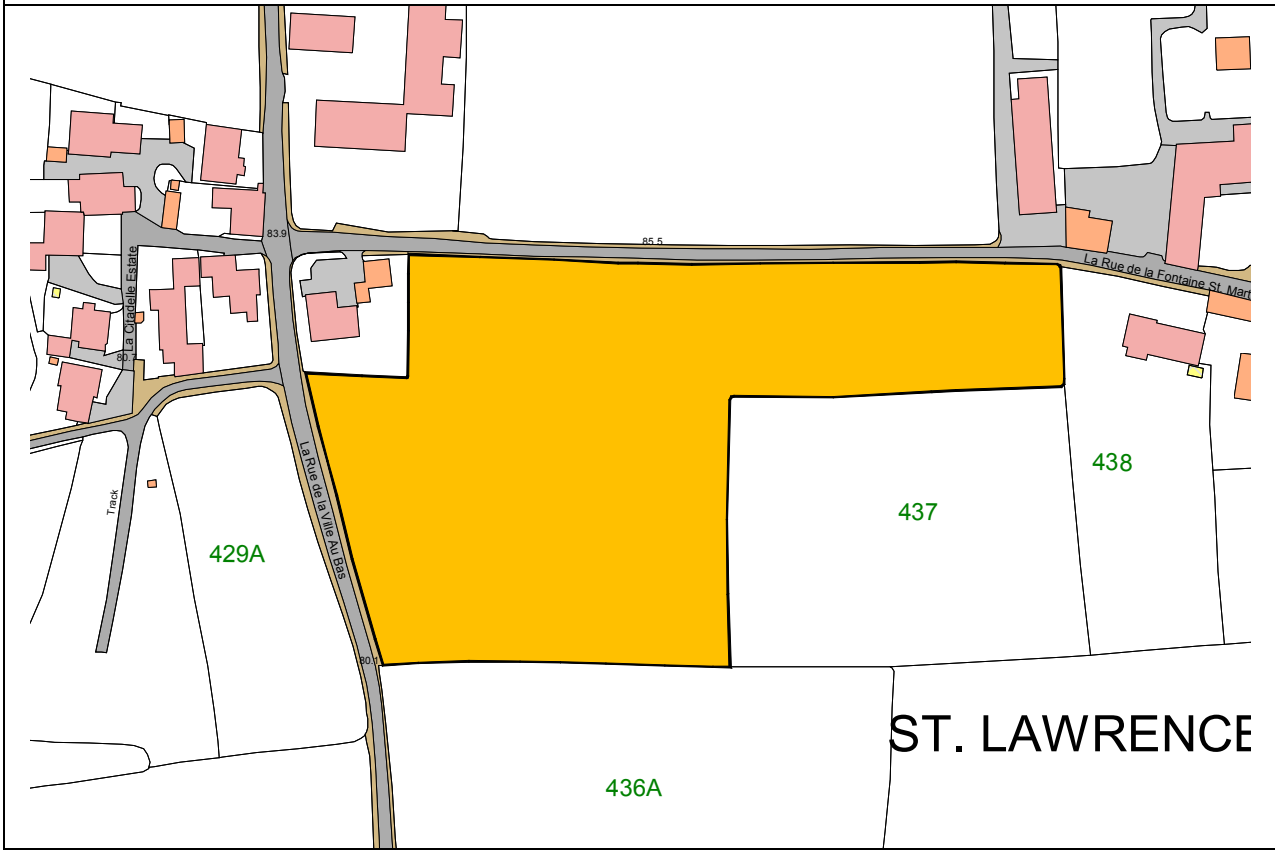 83.9
85.5
La Rue de la Fontaine St. Mart
La Citadelle Estate
80.7
438
La Rue de la Ville Au Bas
Track
437
429A
80.1
ST. LAWRENCE
436A